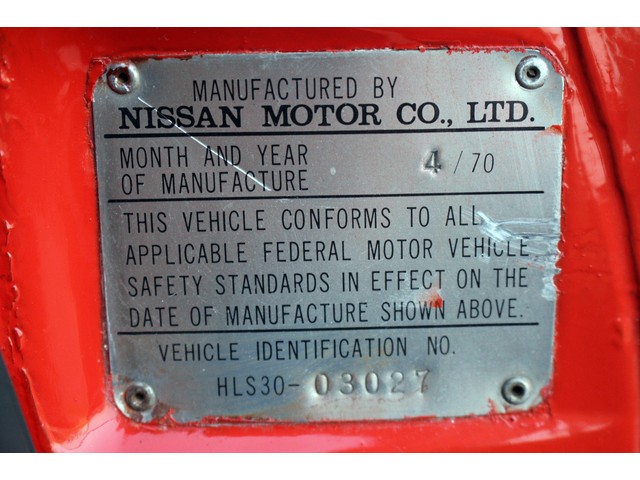 MANUFACTURED BY
NISSAN MOTOR CO., LTD.
MONTH AND YEAR 4 / 70
OF MANUFACTURE
THIS VEHICLE CONFORMS TO ALL
APPLICABLE FEDERAL MOTOR VEHICLE
SAFETY STANDARDS IN EFFECT ON THE
DATE OF MANUFACTURE SHOWN ABOVE.
VEHICLE IDENTIFICATION NO.
HLS30-03027